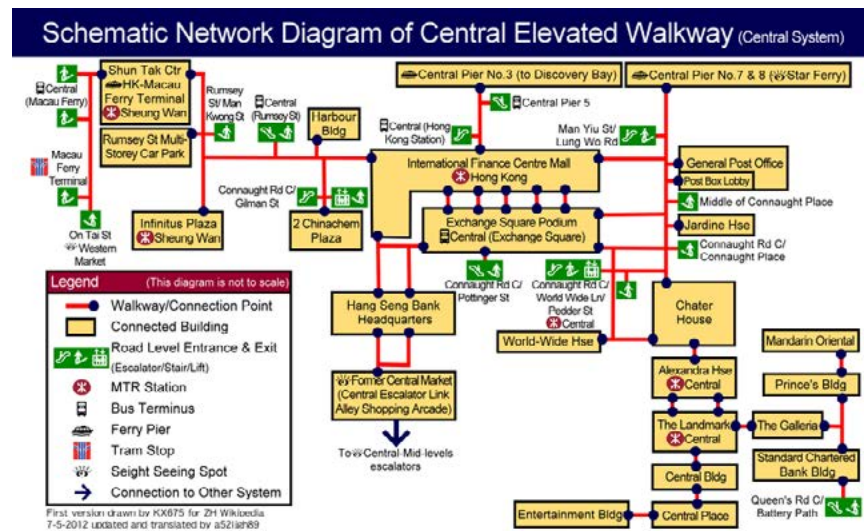 Schematic Network Diagram of Central Elevated Walkway (Central System)
Shun Tak Ctr
HK-Macau
Ferry Terminal
Sheung Wan
Central
(Macau Ferry)
Rumsey St Multi-
Storey Car Park
Rumsey
St/ Man
Kwong St
Macau
Ferry
Terminal
On Tai St
Western
Market
Infinitus Plaza
Sheung Wan
Central
(Rumsey St)
Harbour
Bldg
Connaught Rd C/
Gilman St
2 Chinachem
Plaza
Central Pier No.3 (to Discovery Bay)
Central Pier 5
Central (Hong
Kong Station)
International Finance Centre Mall
Hong Kong
Exchange Square Podium
Central (Exchange Square)
Connaught Rd C/
Pottinger St
Central Pier No.7 & 8 (Star Ferry)
Man Yiu St/
Lung Wo Rd
General Post Office
Post Box Lobby
Middle of Connaught Place
Jardine Hse
Connaught Rd C/
Connaught Place
Connaught Rd C/
World Wide Ln/
Pedder St
Central
World-Wide Hse
Chater
House
Hang Seng Bank
Headquarters
Former Central Market
(Central Escalator Link
Alley Shopping Arcade)
To Central-Mid-levels
escalators
Alexandra Hse
Central
The Landmark
Central
Central Bldg
Central Place
Entertainment Bldg
Mandarin Oriental
Prince's Bldg
The Galleria
Standard Chartered
Bank Bldg
Queen's Rd C/
Battery Path
Legend (This diagram is not to scale)
Walkway/Connection Point
Connected Building
Road Level Entrance & Exit
(Escalator/Stair/Lift)
MTR Station
Bus Terminus
Ferry Pier
Tram Stop
Seight Seeing Spot
Connection to Other System
First version drawn by KX675 for ZH Wikipedia
7-5-2012 updated and translated by